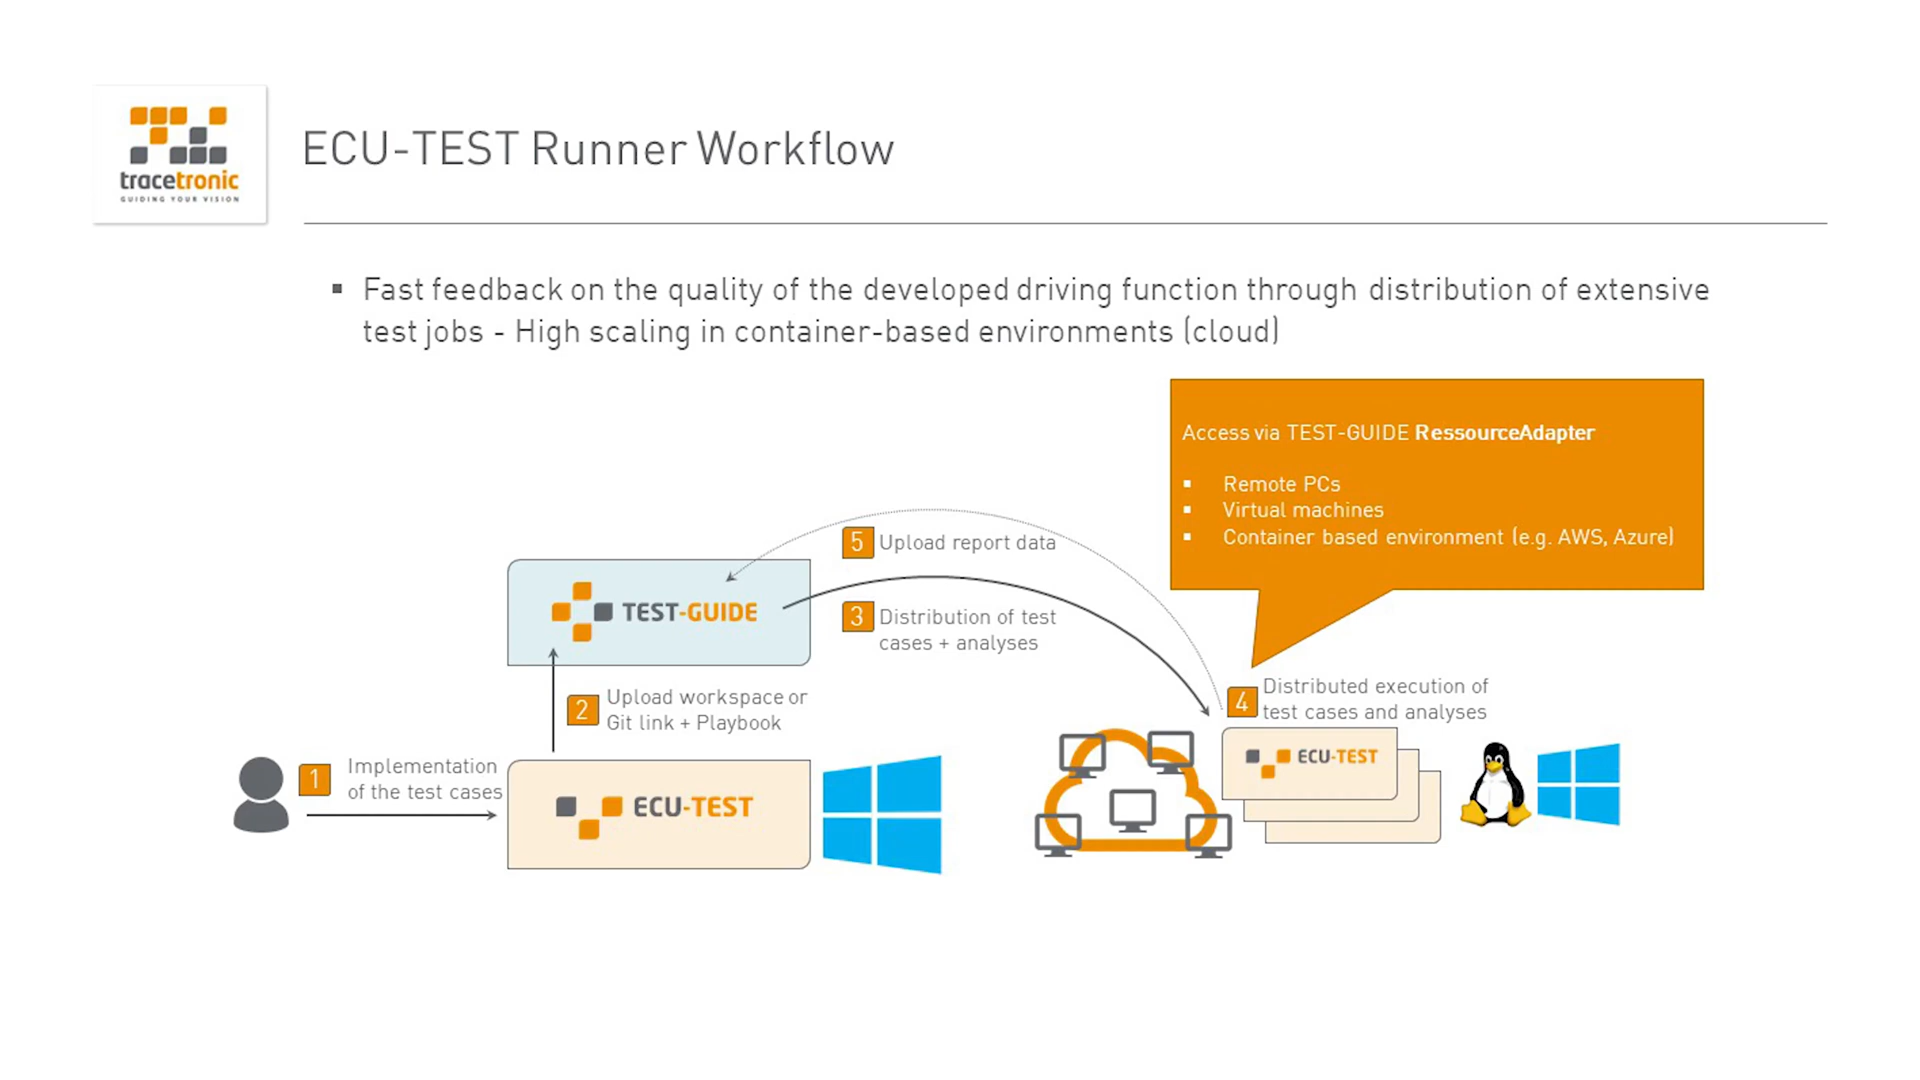 tracetronic
GUIDING YOUR VISION
ECU-TEST Runner Workflow
▪ Fast feedback on the quality of the developed driving function through distribution of extensive
test jobs - High scaling in container-based environments (cloud)
Access via TEST-GUIDE RessourceAdapter
▪ Remote PCs
▪ Virtual machines
▪ Container based environment (e.g. AWS, Azure)
5 Upload report data
TEST-GUIDE
3 Distribution of test
cases + analyses
2 Upload workspace or
Git link + Playbook
4 Distributed execution of
test cases and analyses
1 Implementation
of the test cases
ECU-TEST
ECU-TEST